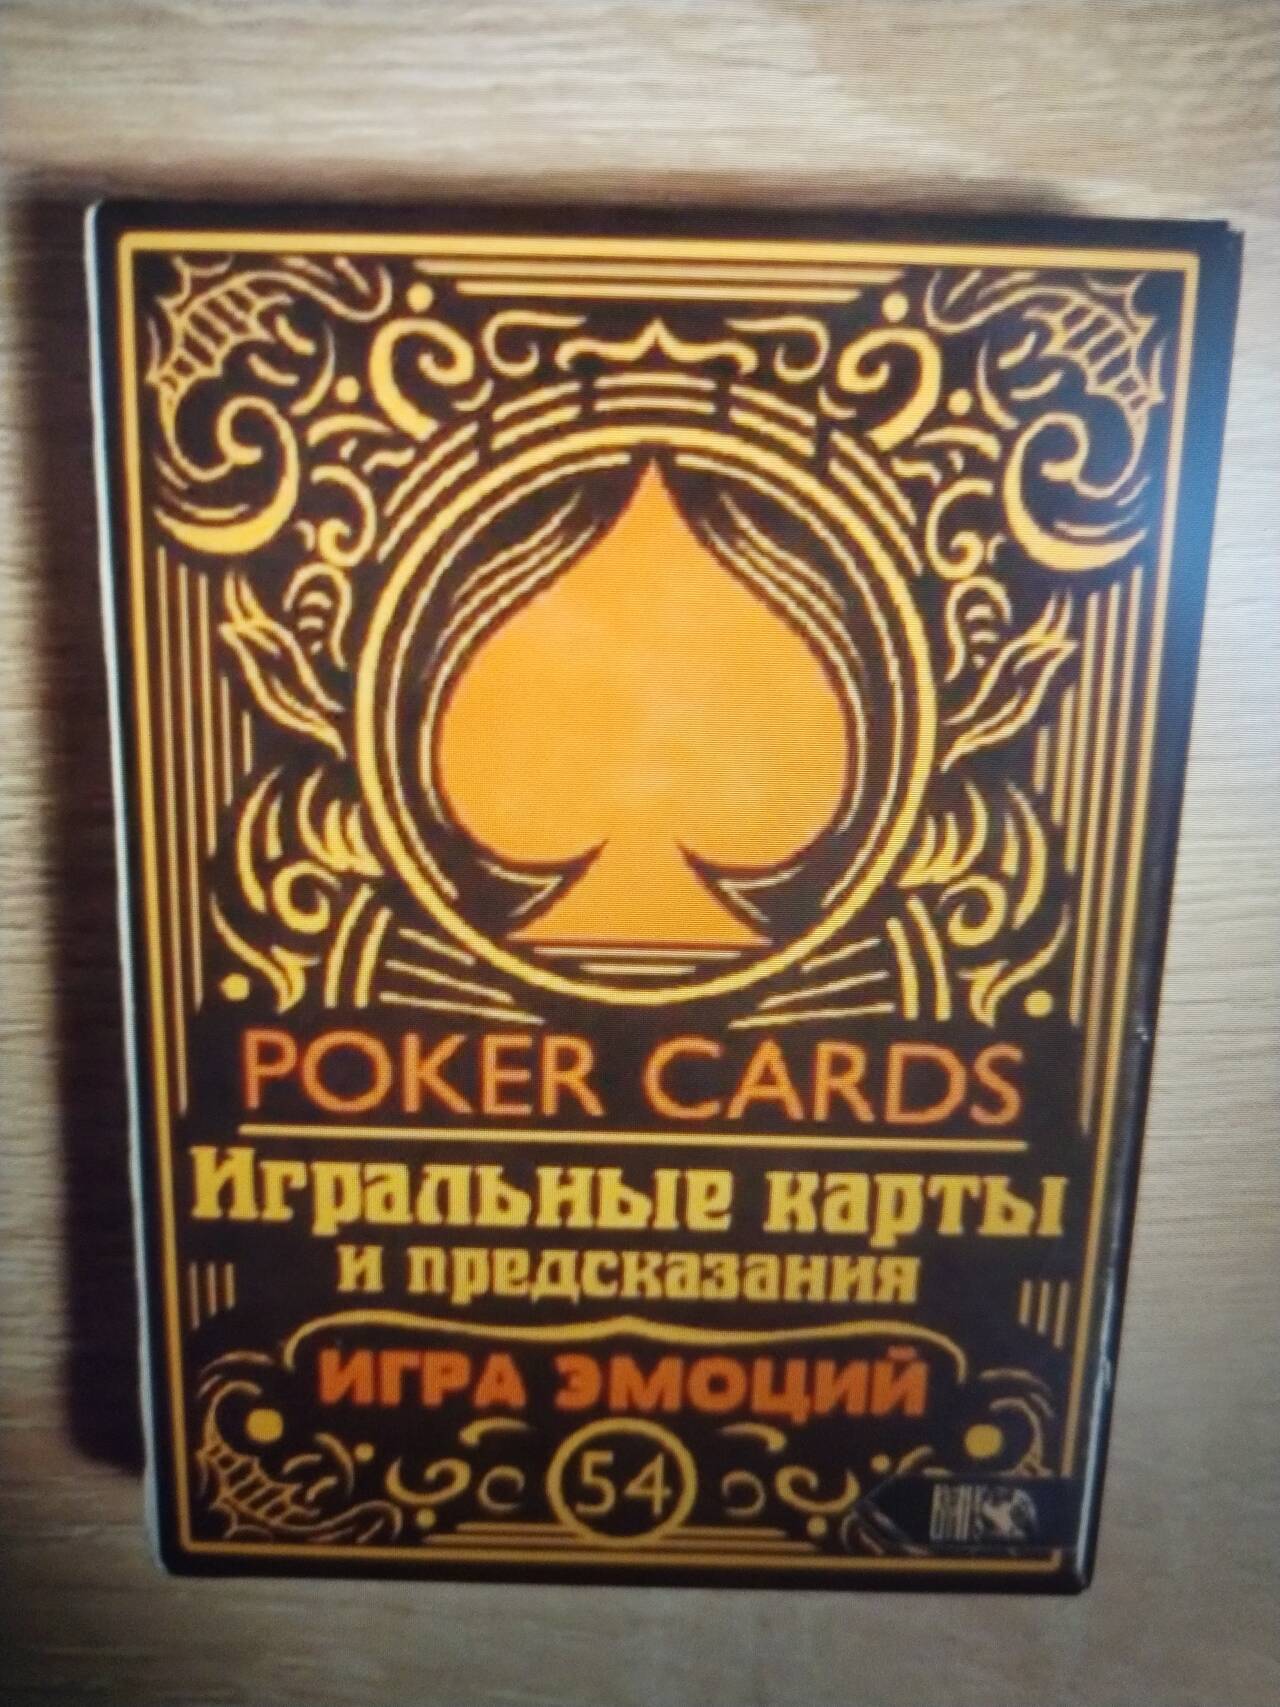 POKER CARDS
Игральные карты
и предсказания
ИГРА ЭМОЦИЙ
54